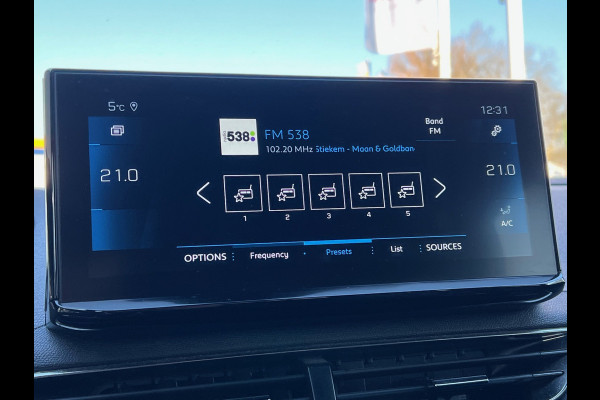 5°C
12:31
538
FM 538
102.20 MHz Stiekem - Maan & Goldban
Band
FM
21.0
21.0
1 2 3 4 5
A/C
OPTIONS Frequency Presets List SOURCES